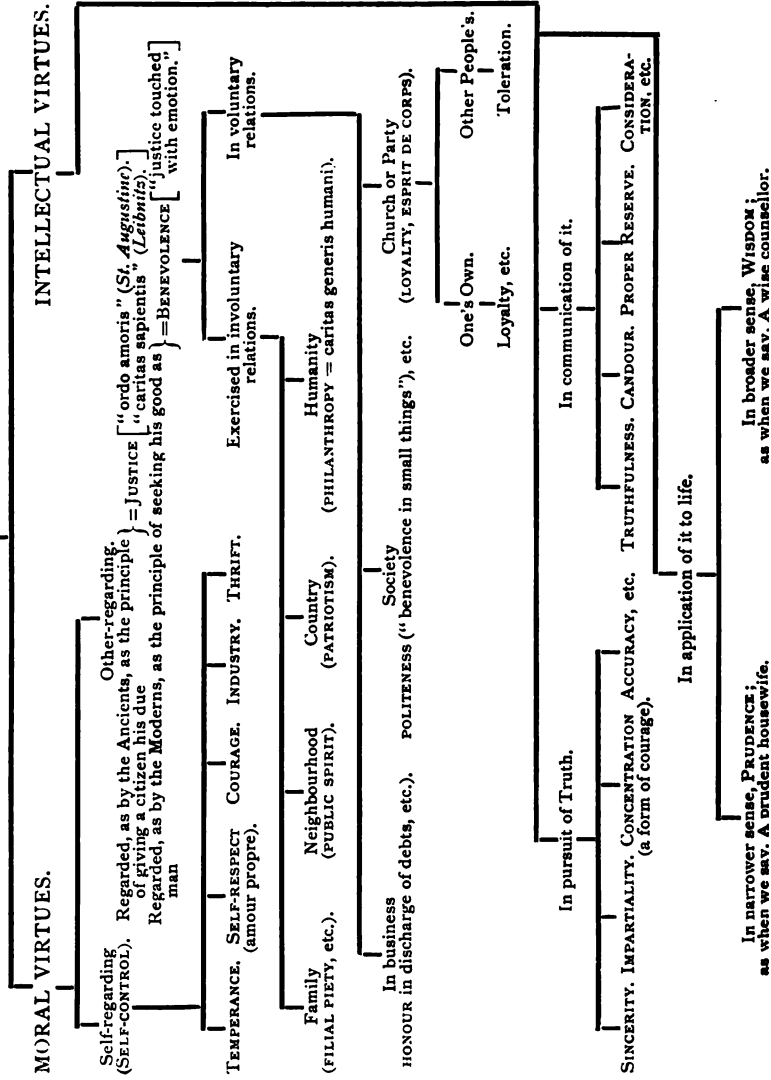 MORAL VIRTUES. INTELLECTUAL VIRTUES.
Self-regarding
(SELF-CONTROL).
Other-regarding.
Regarded, as by the Ancients, as the principle
of giving a citizen his due
} = JUSTICE ["ordo amoris" (St. Augustine).
"caritas sapientis" (Leibnitz).]
Regarded, as by the Moderns, as the principle of seeking his good as
man
} = BENEVOLENCE ["justice touched
with emotion."]
TEMPERANCE. SELF-RESPECT COURAGE. INDUSTRY. THRIFT.
(amour propre).
Exercised in involuntary
relations.
In voluntary
relations.
Family
(FILIAL PIETY, etc.).
Neighbourhood
(PUBLIC SPIRIT).
Country
(PATRIOTISM).
Humanity
(PHILANTHROPY = caritas generis humani).
In business
HONOUR in discharge of debts, etc.).
Society
POLITENESS ("benevolence in small things"), etc.
Church or Party
(LOYALTY, ESPRIT DE CORPS).
One's Own.
Loyalty, etc.
Other People's.
Toleration.
In pursuit of Truth.
In communication of it.
SINCERITY. IMPARTIALITY. CONCENTRATION ACCURACY, etc.
(a form of courage).
TRUTHFULNESS. CANDOUR. PROPER RESERVE. CONSIDERA-
TION, etc.
In application of it to life.
In narrower sense, PRUDENCE;
as when we say, A prudent housewife.
In broader sense, WISDOM;
as when we say, A wise counsellor.